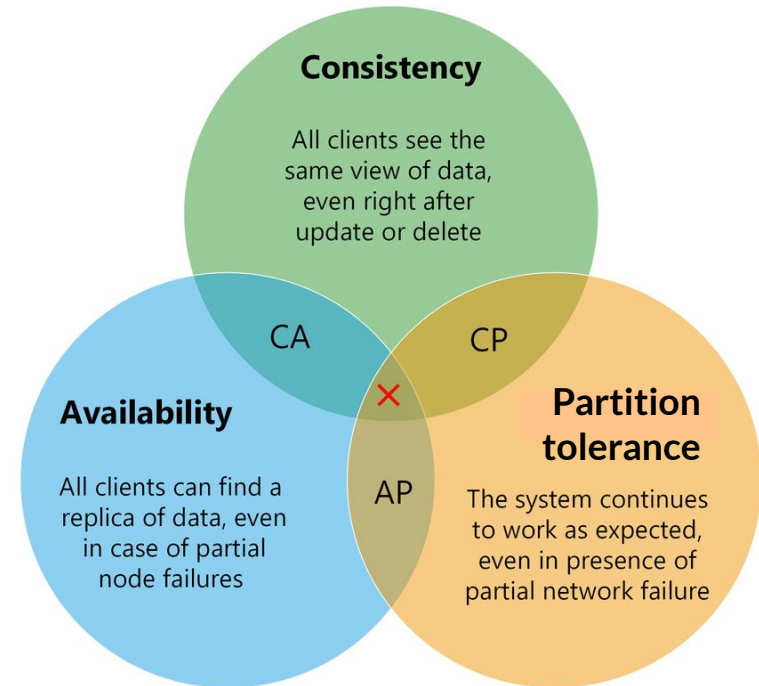 Consistency
All clients see the
same view of data,
even right after
update or delete
CA
CP
Availability
All clients can find a
replica of data, even
in case of partial
node failures
AP
Partition
tolerance
The system continues
to work as expected,
even in presence of
partial network failure